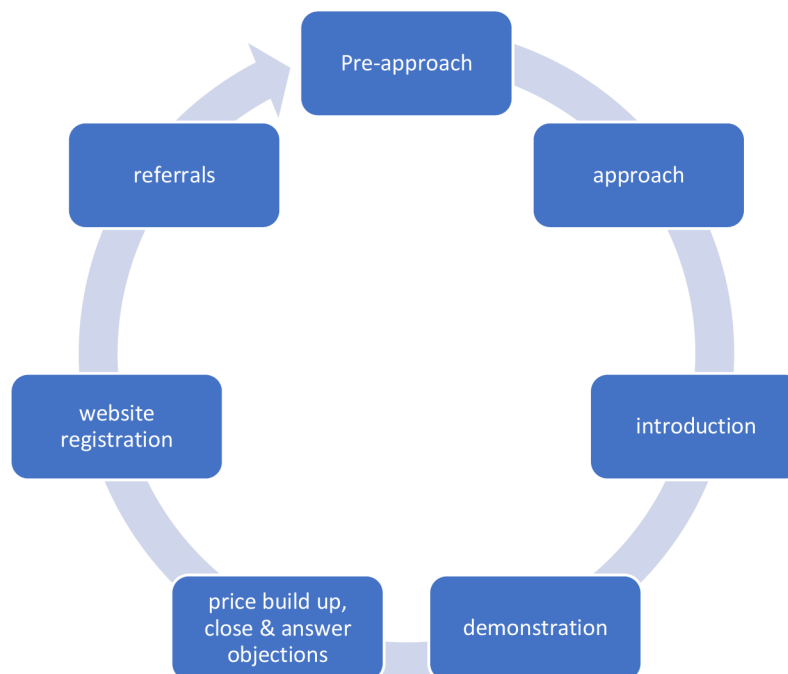 Pre-approach
approach
introduction
demonstration
price build up,
close & answer
objections
website
registration
referrals